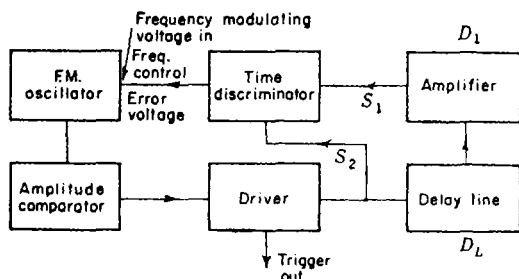 Frequency modulating
voltage in
Freq.
control
Error
voltage
F.M.
oscillator
Time
discriminator
S1
D1
Amplifier
S2
Amplitude
comparator
Driver
Delay line
DL
Trigger
out